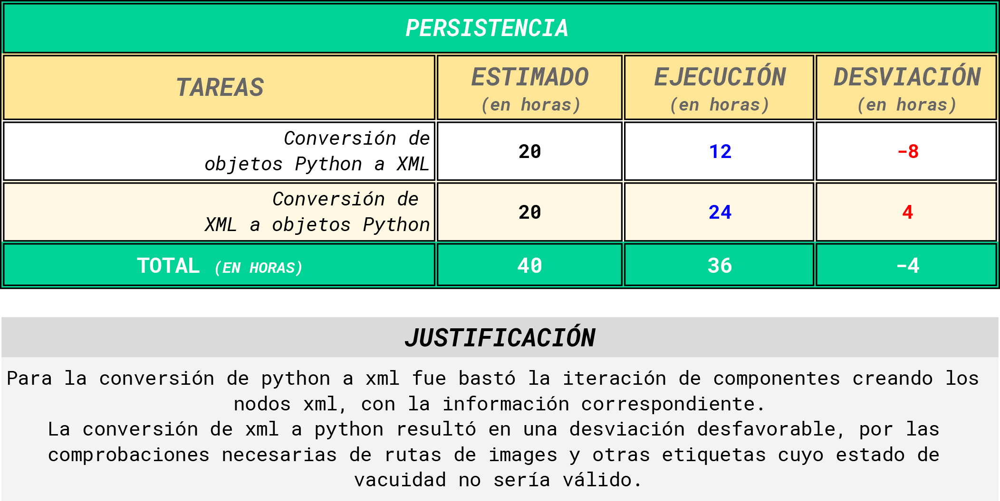 PERSISTENCIA
TAREAS
ESTIMADO
(en horas)
EJECUCIÓN
(en horas)
DESVIACIÓN
(en horas)
Conversión de
objetos Python a XML
20
12
-8
Conversión de
XML a objetos Python
20
24
4
TOTAL (EN HORAS)
40
36
-4
JUSTIFICACIÓN
Para la conversión de python a xml fue bastó la iteración de componentes creando los
nodos xml, con la información correspondiente.
La conversión de xml a python resultó en una desviación desfavorable, por las
comprobaciones necesarias de rutas de images y otras etiquetas cuyo estado de
vacuidad no sería válido.